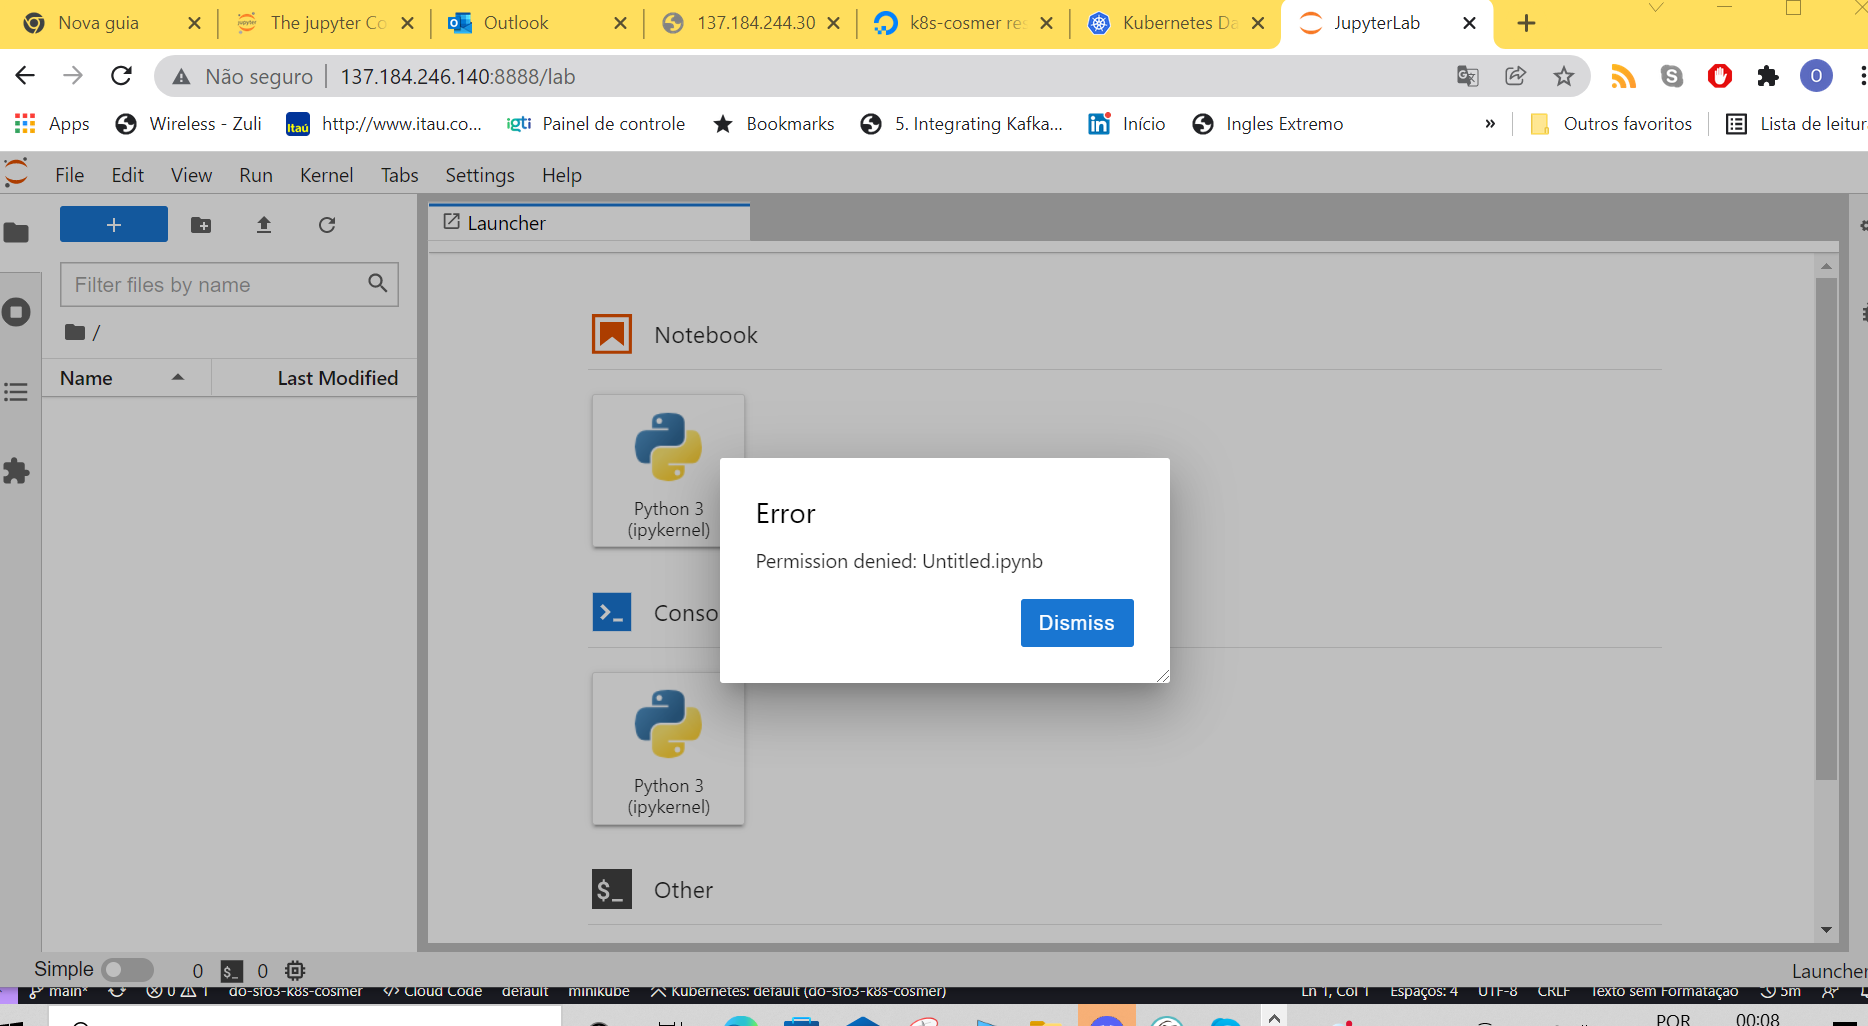 Nova guia
The jupyter Co
Outlook
137.184.244.30
k8s-cosmer res
Kubernetes Da
JupyterLab
Não seguro
137.184.246.140:8888/lab
O
Apps
Wireless - Zuli
Itaú
http://www.itau.co...
igti
Painel de controle
Bookmarks
5. Integrating Kafka...
in
Início
Ingles Extremo
»
Outros favoritos
Lista de leitur
File Edit View Run Kernel Tabs Settings Help
+
Launcher
Filter files by name
/
Name
Last Modified
Notebook
Python 3
(ipykernel)
Error
Permission denied: Untitled.ipynb
Dismiss
Conso
Python 3
(ipykernel)
$_ Other
Simple
0
$_
0
Launcher
main*
0
1
do-sfo3-k8s-cosmer
Cloud Code
default
minikube
Kubernetes: default (do-sfo3-k8s-cosmer)
Ln 1, Col 1
Espaços: 4
UTF-8
CRLF
Texto sem Formatação
5m
POR
00:08